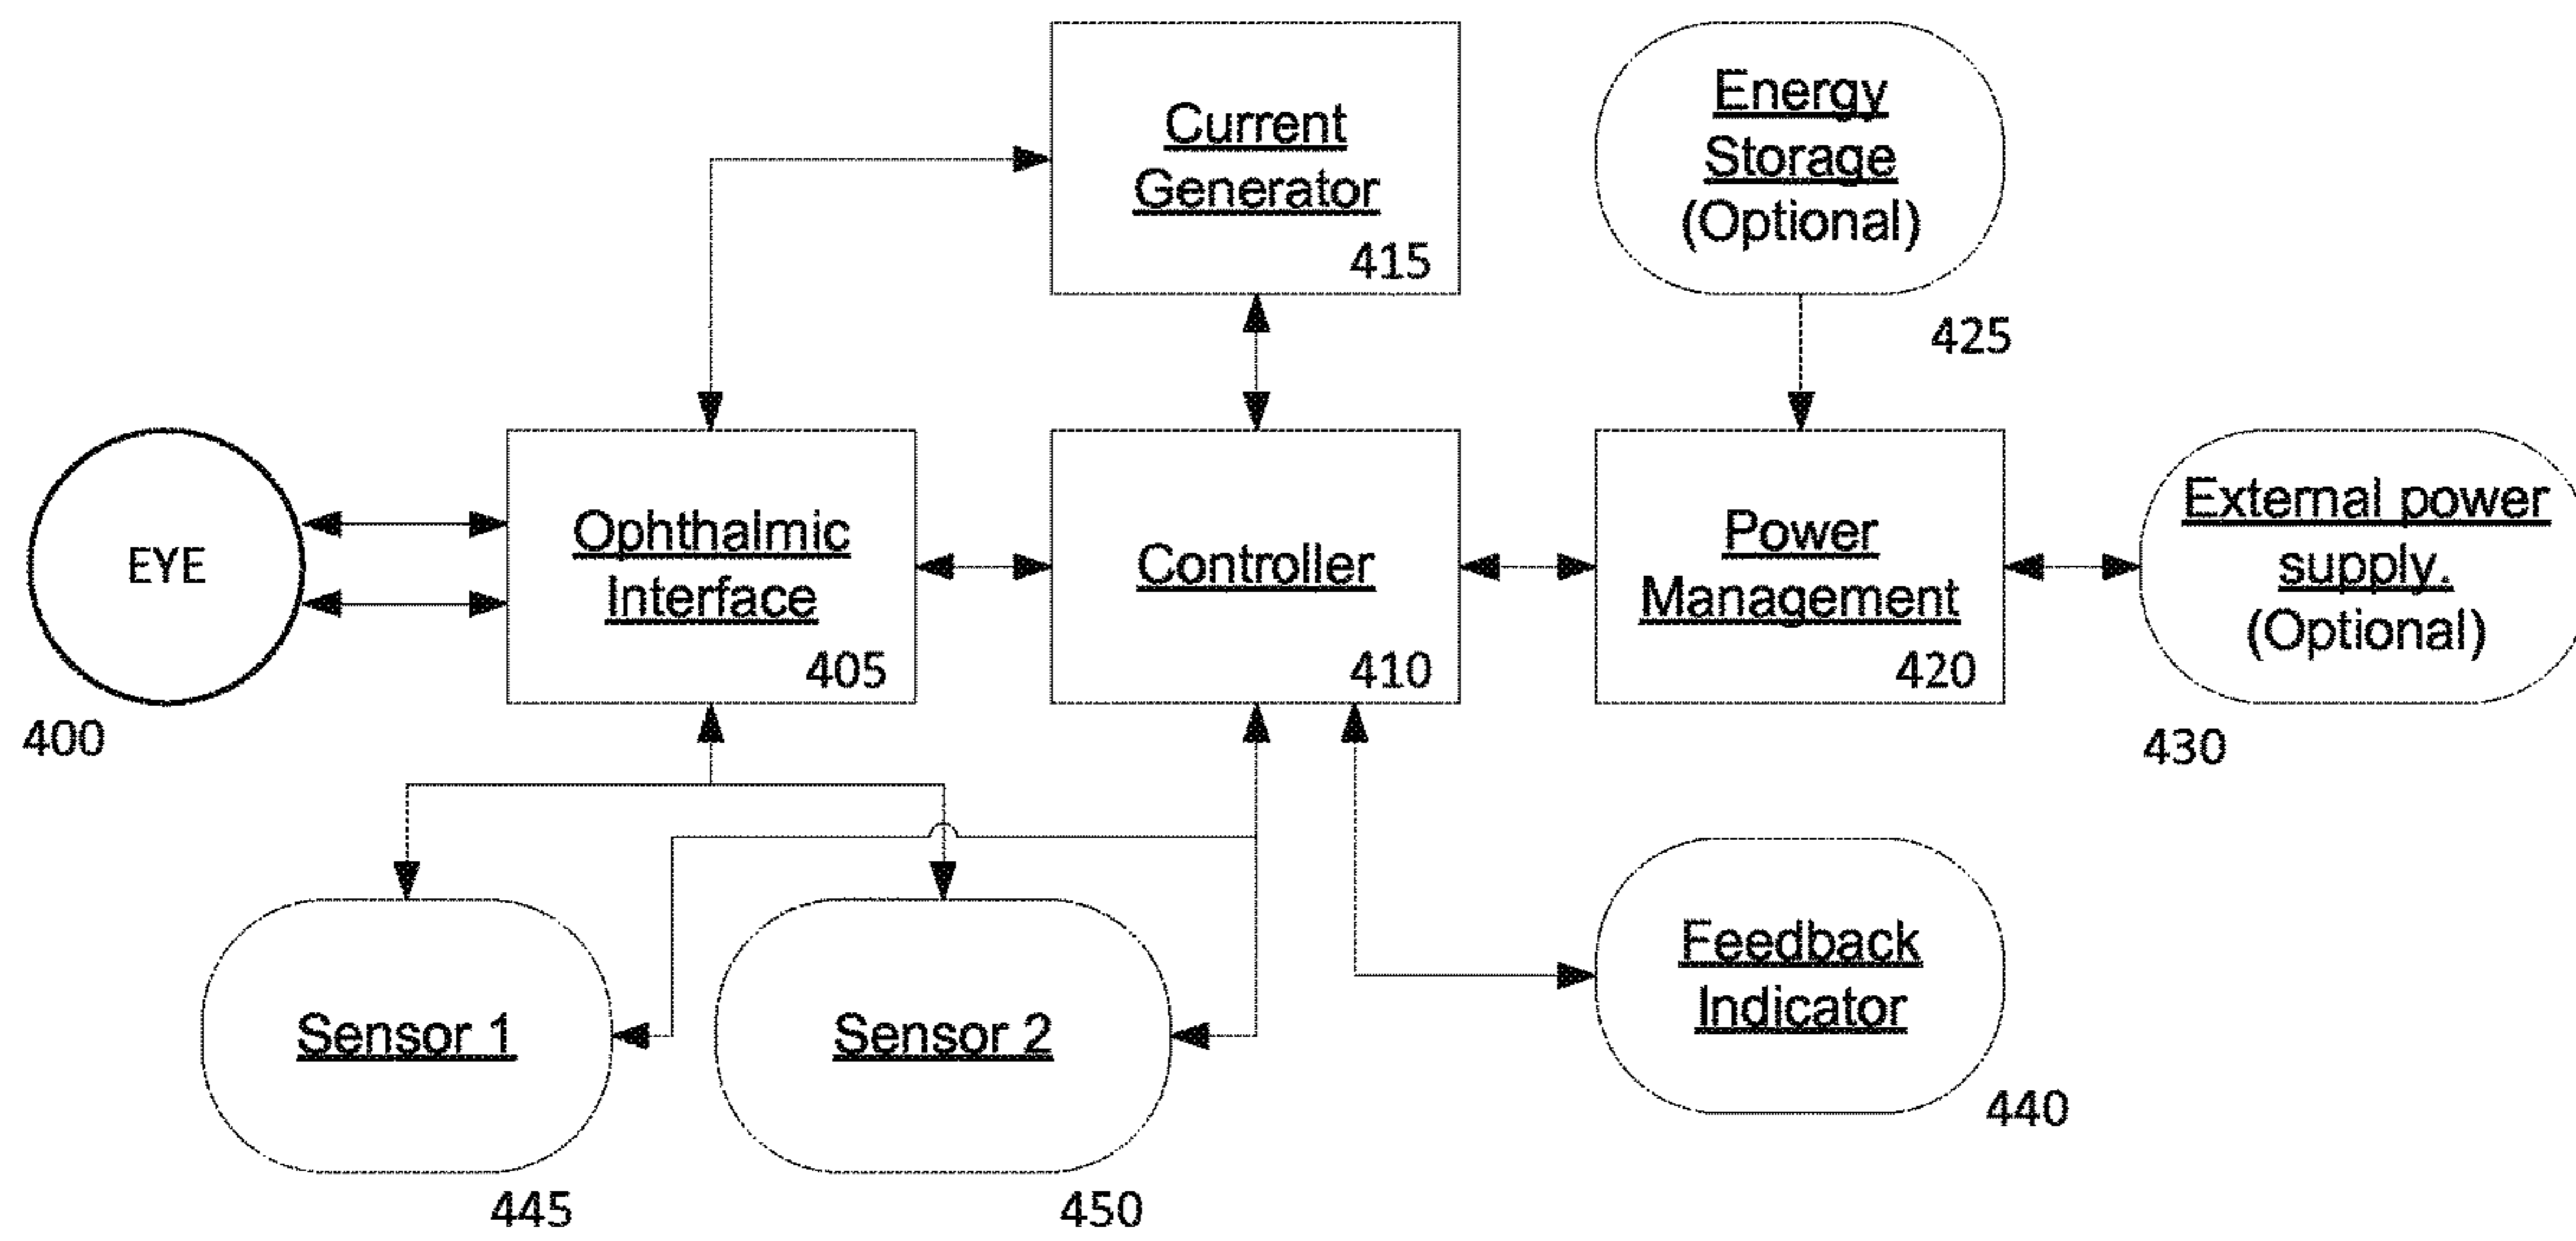 Current
Generator
415
Energy
Storage
(Optional)
425
EYE
400
Ophthalmic
Interface
405
Controller
410
Power
Management
420
External power
supply.
(Optional)
430
Sensor 1
445
Sensor 2
450
Feedback
Indicator
440